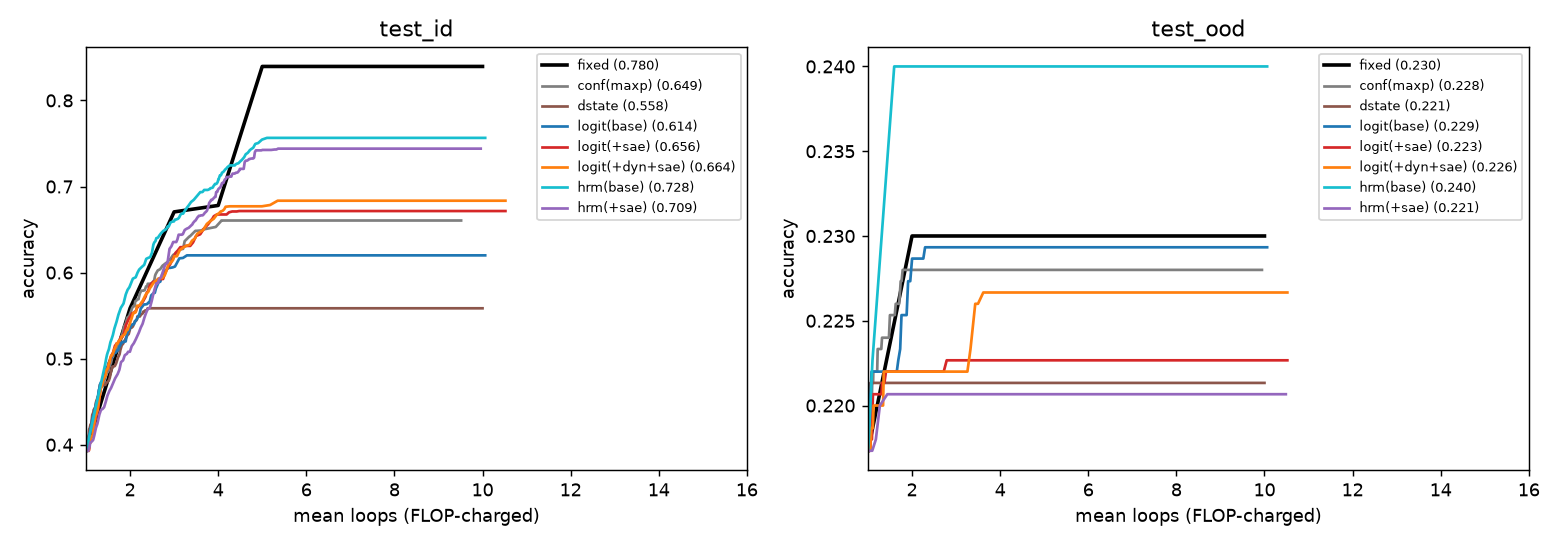 test_id
accuracy
0.8
0.7
0.6
0.5
0.4
2 4 6 8 10 12 14 16
mean loops (FLOP-charged)
fixed (0.780)
conf(maxp) (0.649)
dstate (0.558)
logit(base) (0.614)
logit(+sae) (0.656)
logit(+dyn+sae) (0.664)
hrm(base) (0.728)
hrm(+sae) (0.709)
test_ood
accuracy
0.240
0.235
0.230
0.225
0.220
2 4 6 8 10 12 14 16
mean loops (FLOP-charged)
fixed (0.230)
conf(maxp) (0.228)
dstate (0.221)
logit(base) (0.229)
logit(+sae) (0.223)
logit(+dyn+sae) (0.226)
hrm(base) (0.240)
hrm(+sae) (0.221)